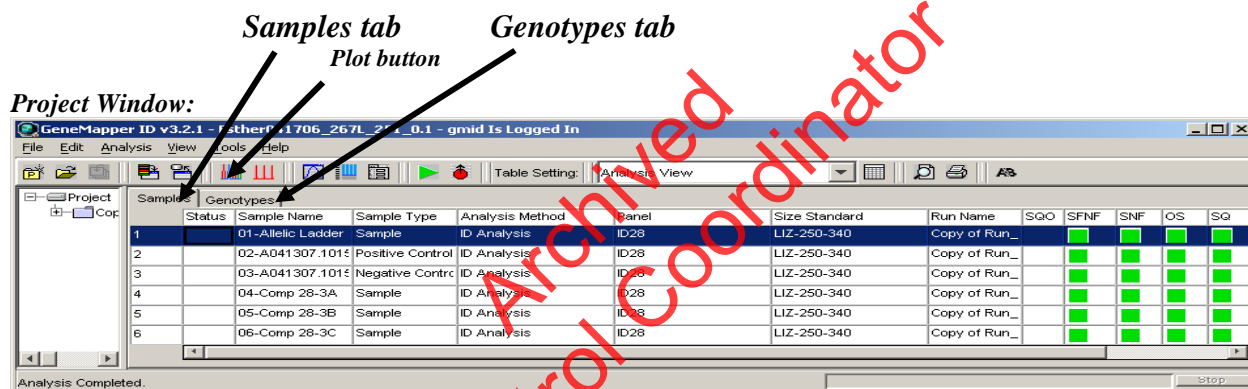 Samples tab Genotypes tab
Plot button
Project Window:
GeneMapper ID v3.2.1 - 0.1 - gmid Is Logged In
File Edit Analysis View Tools Help
Table Setting: Analysis View
Project
Cop
Samples Genotypes
Status Sample Name Sample Type Analysis Method Panel Size Standard Run Name SQO SFNF SNF OS SQ
1 01-Allelic Ladder Sample ID Analysis ID28 LIZ-250-340 Copy of Run_
2 02-A041307.1015 Positive Control ID Analysis ID28 LIZ-250-340 Copy of Run_
3 03-A041307.1015 Negative Contrc ID Analysis ID28 LIZ-250-340 Copy of Run_
4 04-Comp 28-3A Sample ID Analysis ID28 LIZ-250-340 Copy of Run_
5 05-Comp 28-3B Sample ID Analysis ID28 LIZ-250-340 Copy of Run_
6 06-Comp 28-3C Sample ID Analysis ID28 LIZ-250-340 Copy of Run_
Analysis Completed. Stop
Archived
Coordinator